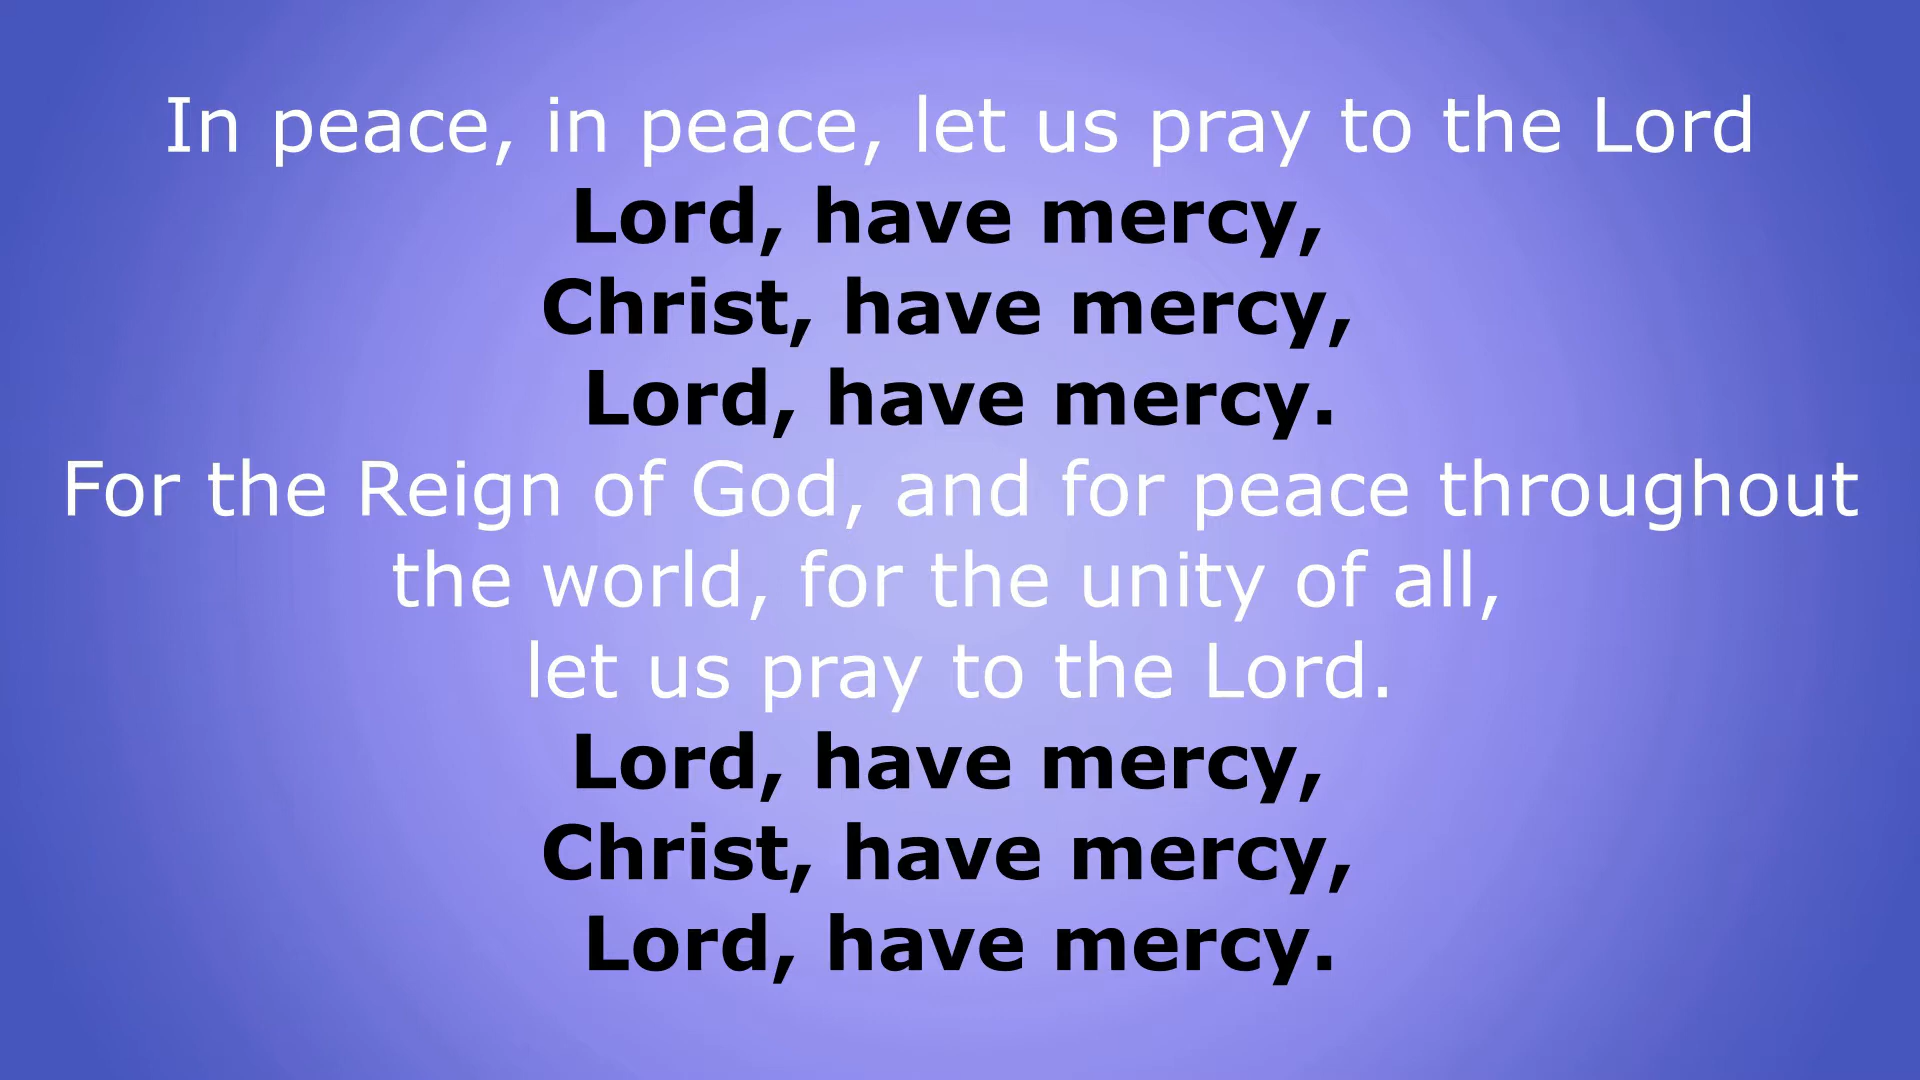 In peace, in peace, let us pray to the Lord
Lord, have mercy,
Christ, have mercy,
Lord, have mercy.
For the Reign of God, and for peace throughout
the world, for the unity of all,
let us pray to the Lord.
Lord, have mercy,
Christ, have mercy,
Lord, have mercy.